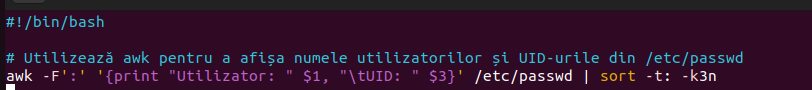 #!/bin/bash
# Utilizează awk pentru a afișa numele utilizatorilor și UID-urile din /etc/passwd
awk -F':' '{print "Utilizator: " $1, "\tUID: " $3}' /etc/passwd | sort -t: -k3n